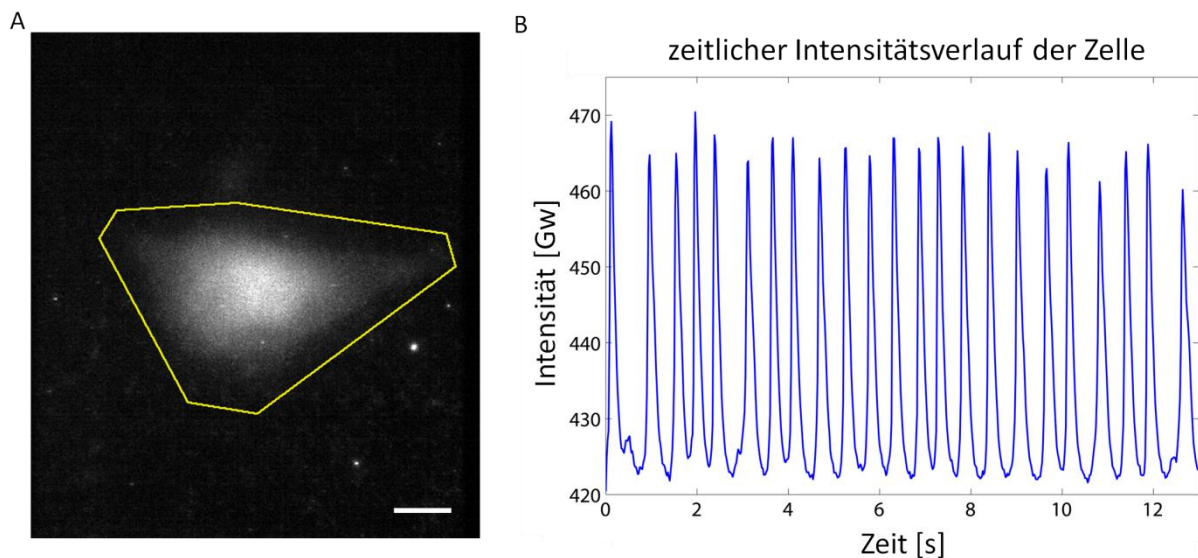 A
B
zeitlicher Intensitätsverlauf der Zelle
Intensität [Gw]
470
460
450
440
430
420
0 2 4 6 8 10 12
Zeit [s]